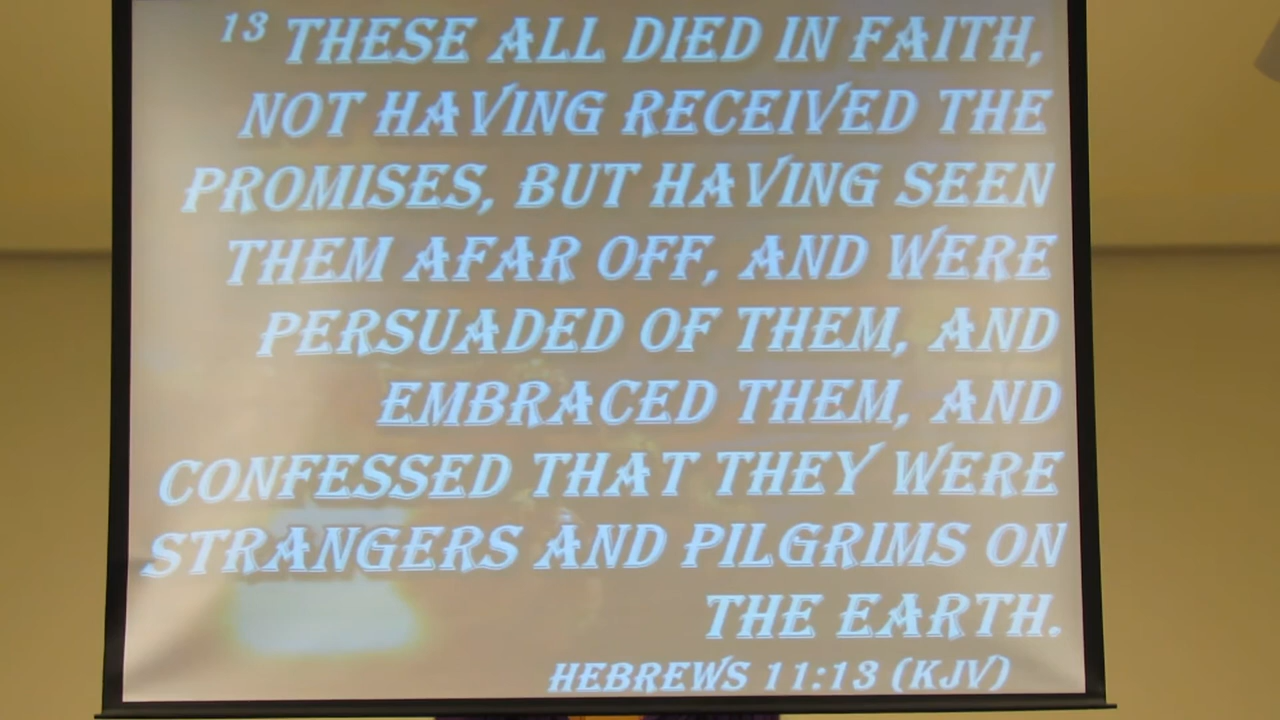 13 THESE ALL DIED IN FAITH,
NOT HAVING RECEIVED THE
PROMISES, BUT HAVING SEEN
THEM AFAR OFF, AND WERE
PERSUADED OF THEM, AND
EMBRACED THEM, AND
CONFESSED THAT THEY WERE
STRANGERS AND PILGRIMS ON
THE EARTH.
HEBREWS 11:13 (KJV)